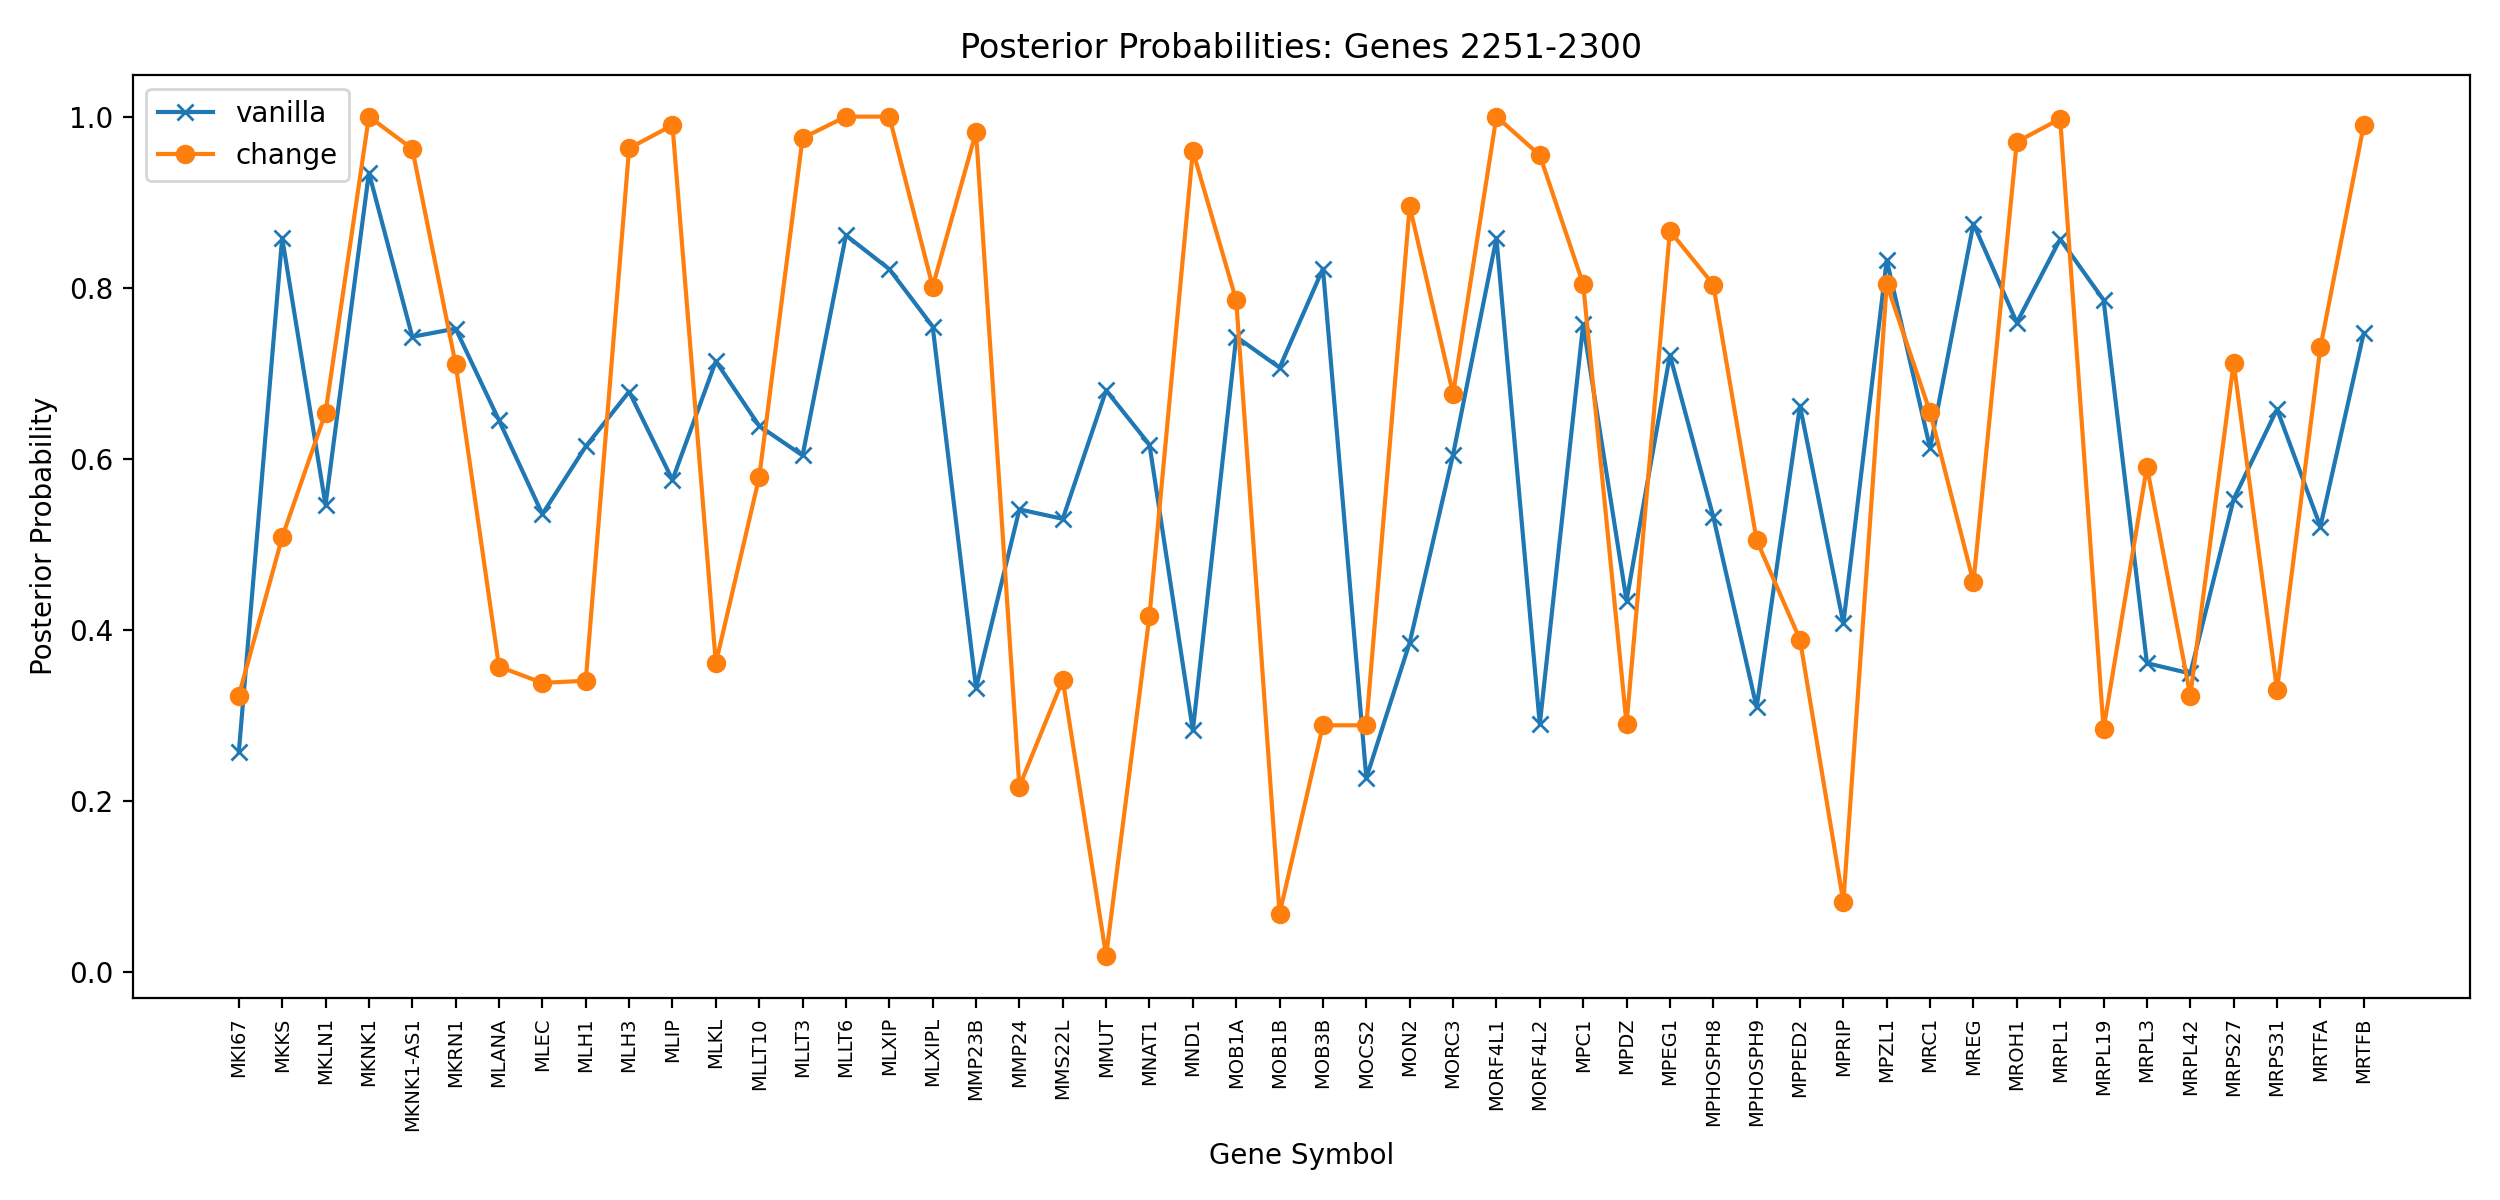 Posterior Probabilities: Genes 2251-2300
vanilla
change
1.0
0.8
0.6
0.4
0.2
0.0
Posterior Probability
MKI67
MKKS
MKLN1
MKNK1
MKNK1-AS1
MKRN1
MLANA
MLEC
MLH1
MLH3
MLIP
MLKL
MLLT10
MLLT3
MLLT6
MLXIP
MLXIPL
MMP23B
MMP24
MMS22L
MMUT
MNAT1
MND1
MOB1A
MOB1B
MOB3B
MOCS2
MON2
MORC3
MORF4L1
MORF4L2
MPC1
MPDZ
MPEG1
MPHOSPH8
MPHOSPH9
MPPED2
MPRIP
MPZL1
MRC1
MREG
MROH1
MRPL1
MRPL19
MRPL3
MRPL42
MRPS27
MRPS31
MRTFA
MRTFB
Gene Symbol